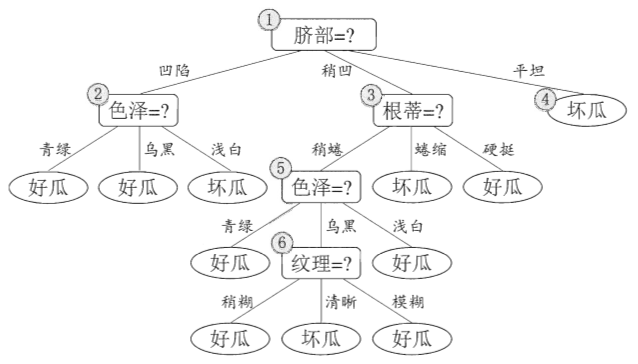 ① 脐部=?
凹陷 稍凹 平坦
② 色泽=? ③ 根蒂=? ④ 坏瓜
青绿 乌黑 浅白 稍蜷 蜷缩 硬挺
好瓜 好瓜 坏瓜 ⑤ 色泽=? 坏瓜 好瓜
青绿 乌黑 浅白
好瓜 ⑥ 纹理=? 好瓜
稍糊 清晰 模糊
好瓜 坏瓜 好瓜